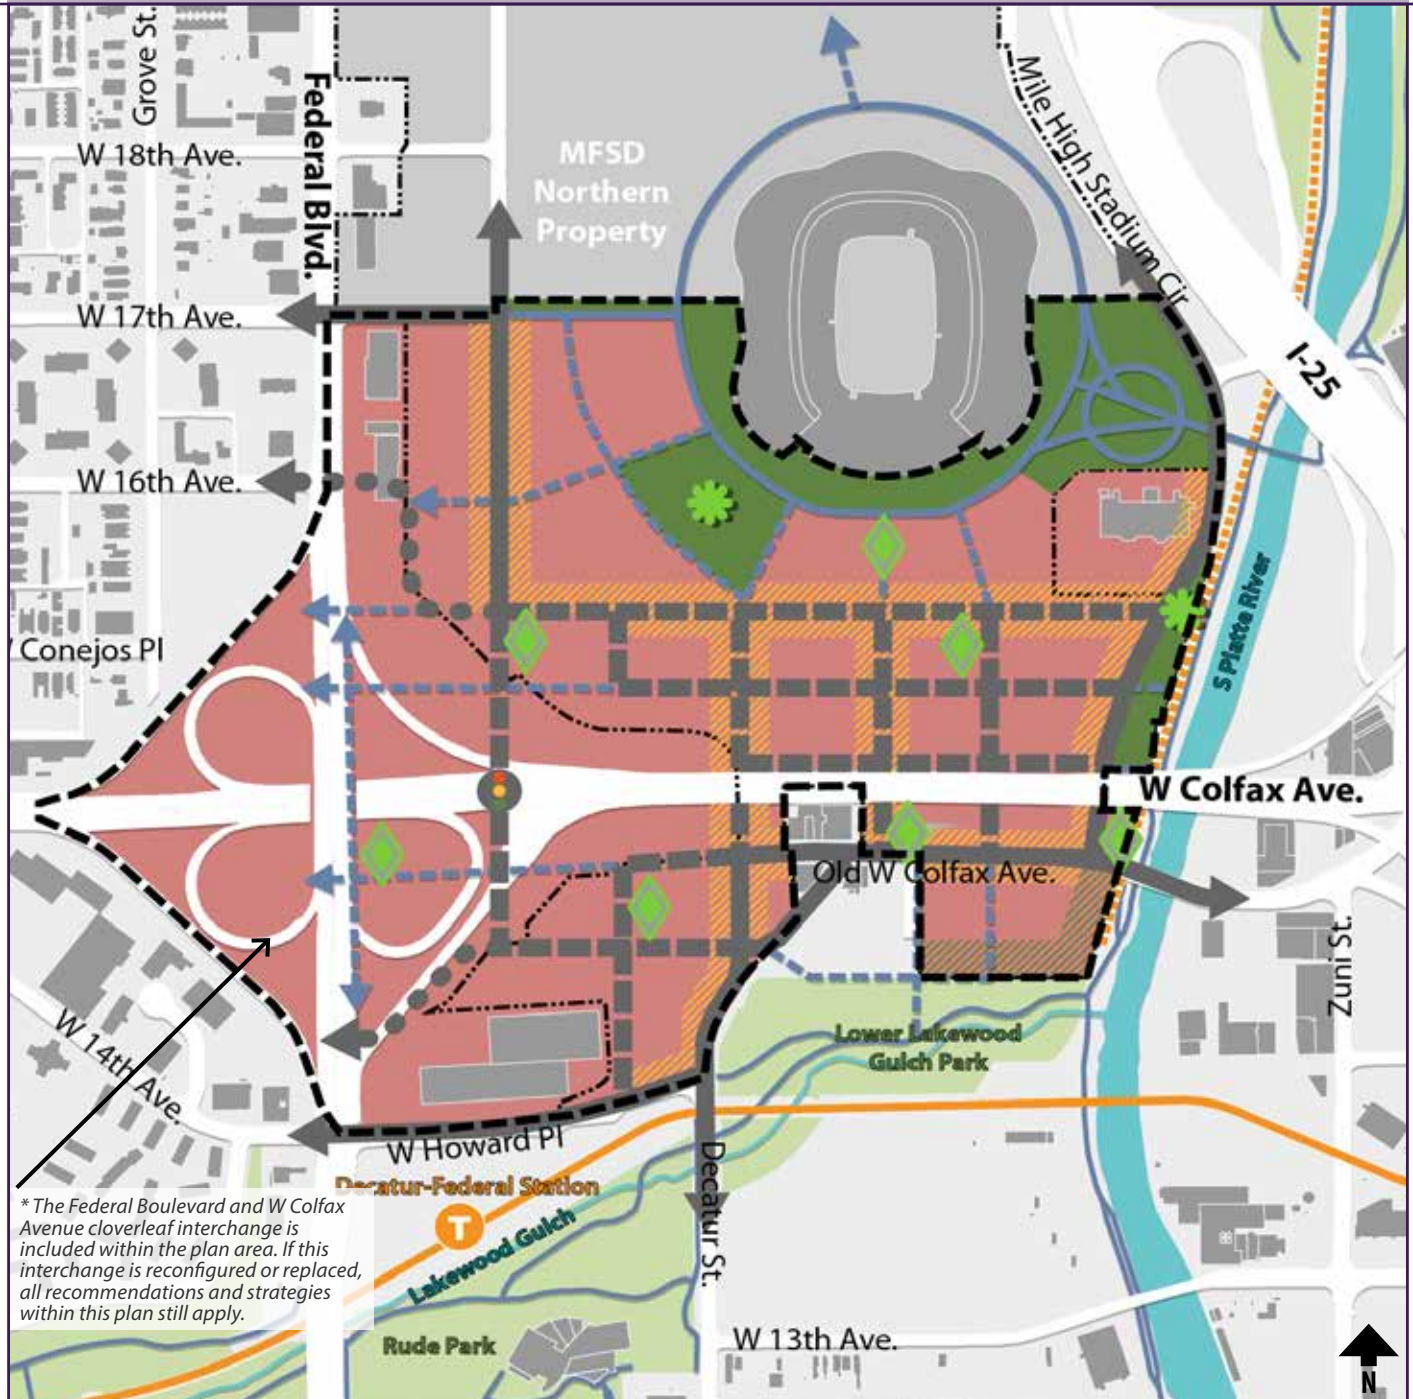 Grove St.
Federal Blvd.
W 18th Ave.
MFSD
Northern
Property
Mile High Stadium Cir
W 17th Ave.
I-25
W 16th Ave.
S Platte River
Conejos Pl
W Colfax Ave.
Old W Colfax Ave.
Zuni St.
W 14th Ave.
Lower Lakewood
Gulch Park
W Howard Pl
Decatur St.
Decatur-Federal Station
T
Lakewood Gulch
* The Federal Boulevard and W Colfax
Avenue cloverleaf interchange is
included within the plan area. If this
interchange is reconfigured or replaced,
all recommendations and strategies
within this plan still apply.
Rude Park
W 13th Ave.
N